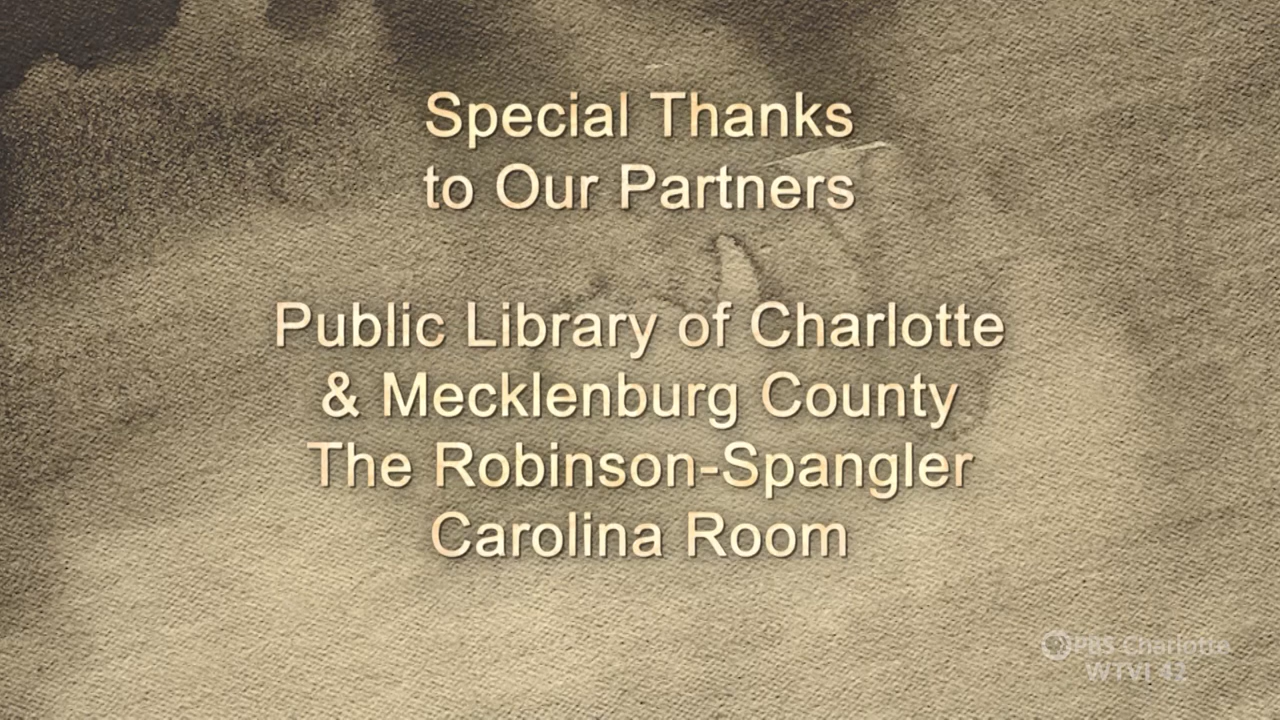 Special Thanks
to Our Partners
Public Library of Charlotte
& Mecklenburg County
The Robinson-Spangler
Carolina Room
PBS Charlotte
WTVI 42